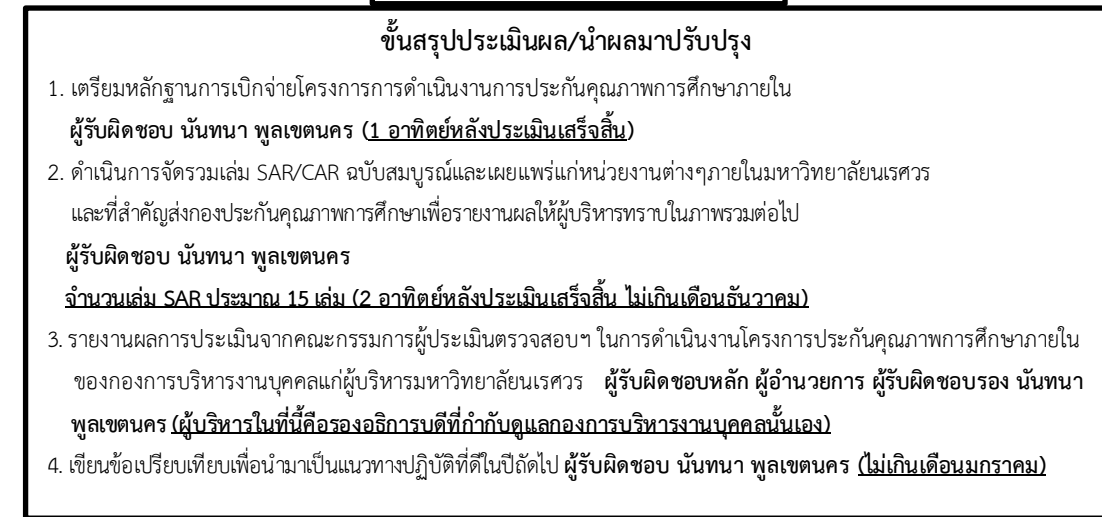 ขั้นสรุปประเมินผล/นำผลมาปรับปรุง
1. เตรียมหลักฐานการเบิกจ่ายโครงการการดำเนินงานการประกันคุณภาพการศึกษาภายใน
ผู้รับผิดชอบ นันทนา พูลเขตนคร (1 อาทิตย์หลังประเมินเสร็จสิ้น)
2. ดำเนินการจัดรวมเล่ม SAR/CAR ฉบับสมบูรณ์และเผยแพร่แก่หน่วยงานต่างๆภายในมหาวิทยาลัยนเรศวร
และที่สำคัญส่งกองประกันคุณภาพการศึกษาเพื่อรายงานผลให้ผู้บริหารทราบในภาพรวมต่อไป
ผู้รับผิดชอบ นันทนา พูลเขตนคร
จำนวนเล่ม SAR ประมาณ 15 เล่ม (2 อาทิตย์หลังประเมินเสร็จสิ้น ไม่เกินเดือนธันวาคม)
3. รายงานผลการประเมินจากคณะกรรมการผู้ประเมินตรวจสอบฯ ในการดำเนินงานโครงการประกันคุณภาพการศึกษาภายใน
ของกองการบริหารงานบุคคลแก่ผู้บริหารมหาวิทยาลัยนเรศวร ผู้รับผิดชอบหลัก ผู้อำนวยการ ผู้รับผิดชอบรอง นันทนา
พูลเขตนคร (ผู้บริหารในที่นี้คือรองอธิการบดีที่กำกับดูแลกองการบริหารงานบุคคลนั้นเอง)
4. เขียนข้อเปรียบเทียบเพื่อนำมาเป็นแนวทางปฏิบัติที่ดีในปีถัดไป ผู้รับผิดชอบ นันทนา พูลเขตนคร (ไม่เกินเดือนมกราคม)